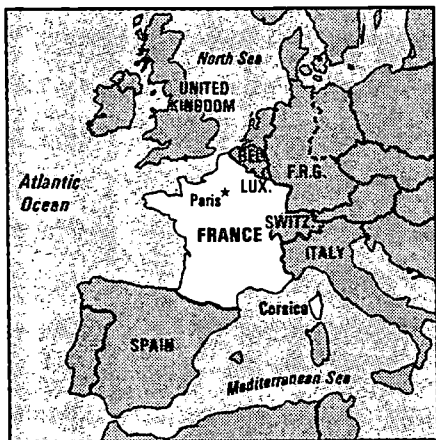 North Sea
UNITED
KINGDOM
BEL.
F.R.G.
LUX.
Atlantic
Ocean
Paris
SWITZ.
FRANCE
ITALY
Corsica
SPAIN
Mediterranean Sea